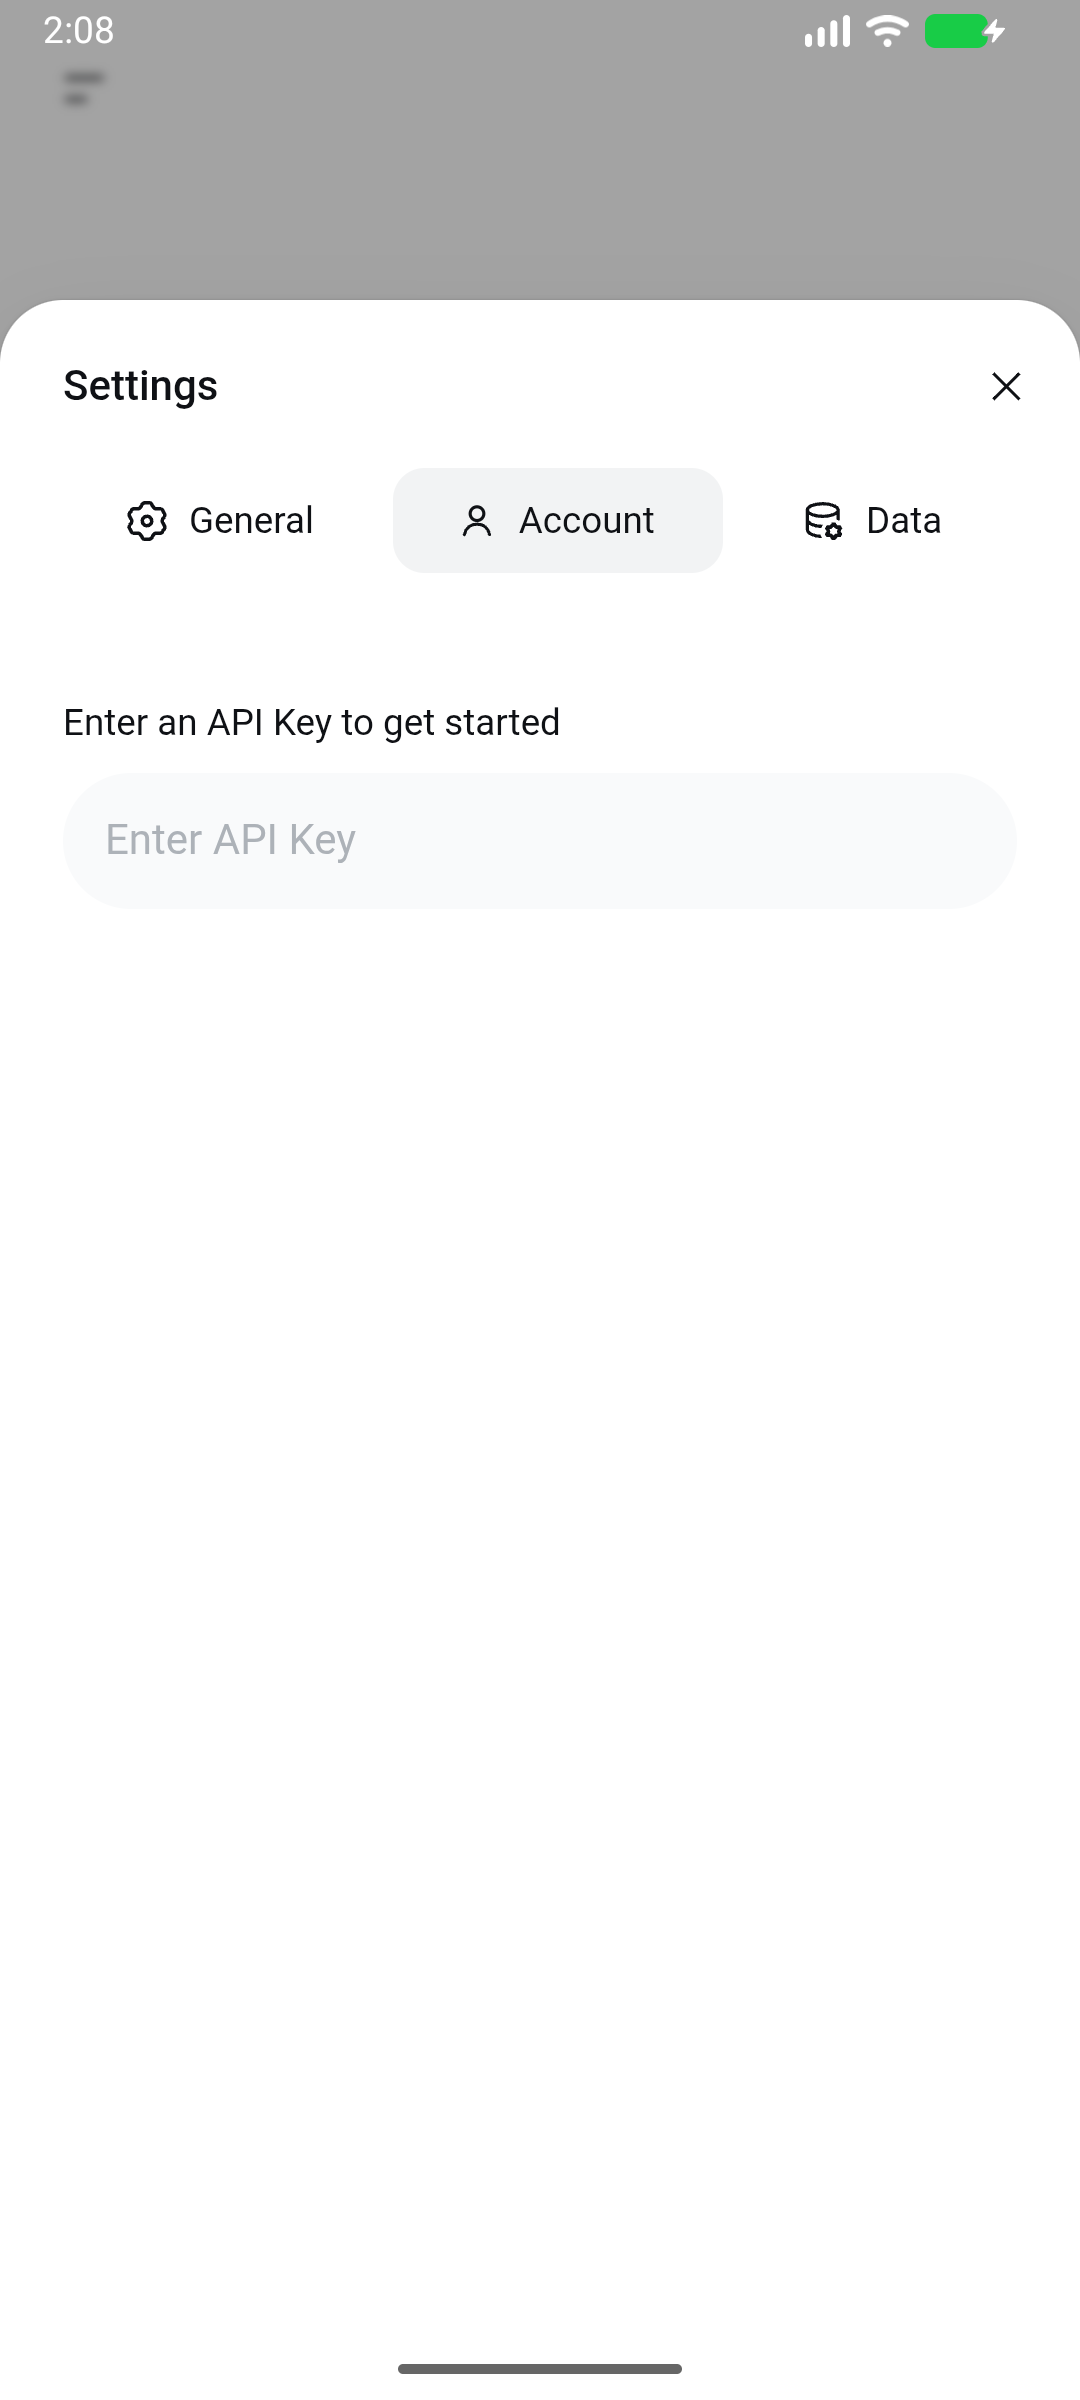 2:08
Settings
General
Account
Data
Enter an API Key to get started
Enter API Key